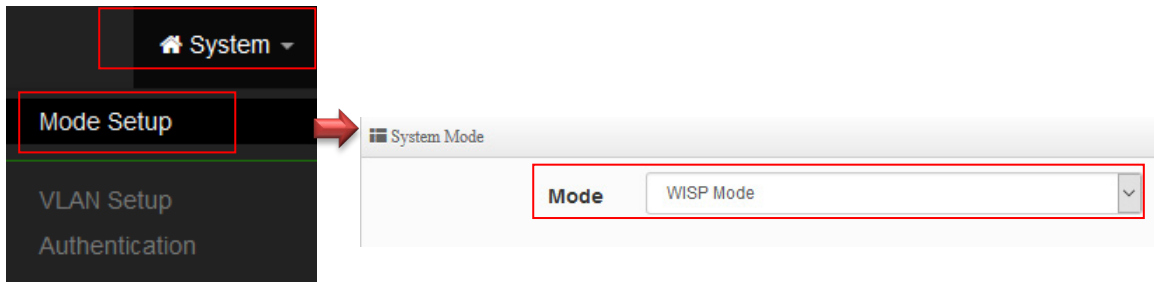 System
Mode Setup
System Mode
Mode WISP Mode
VLAN Setup
Authentication